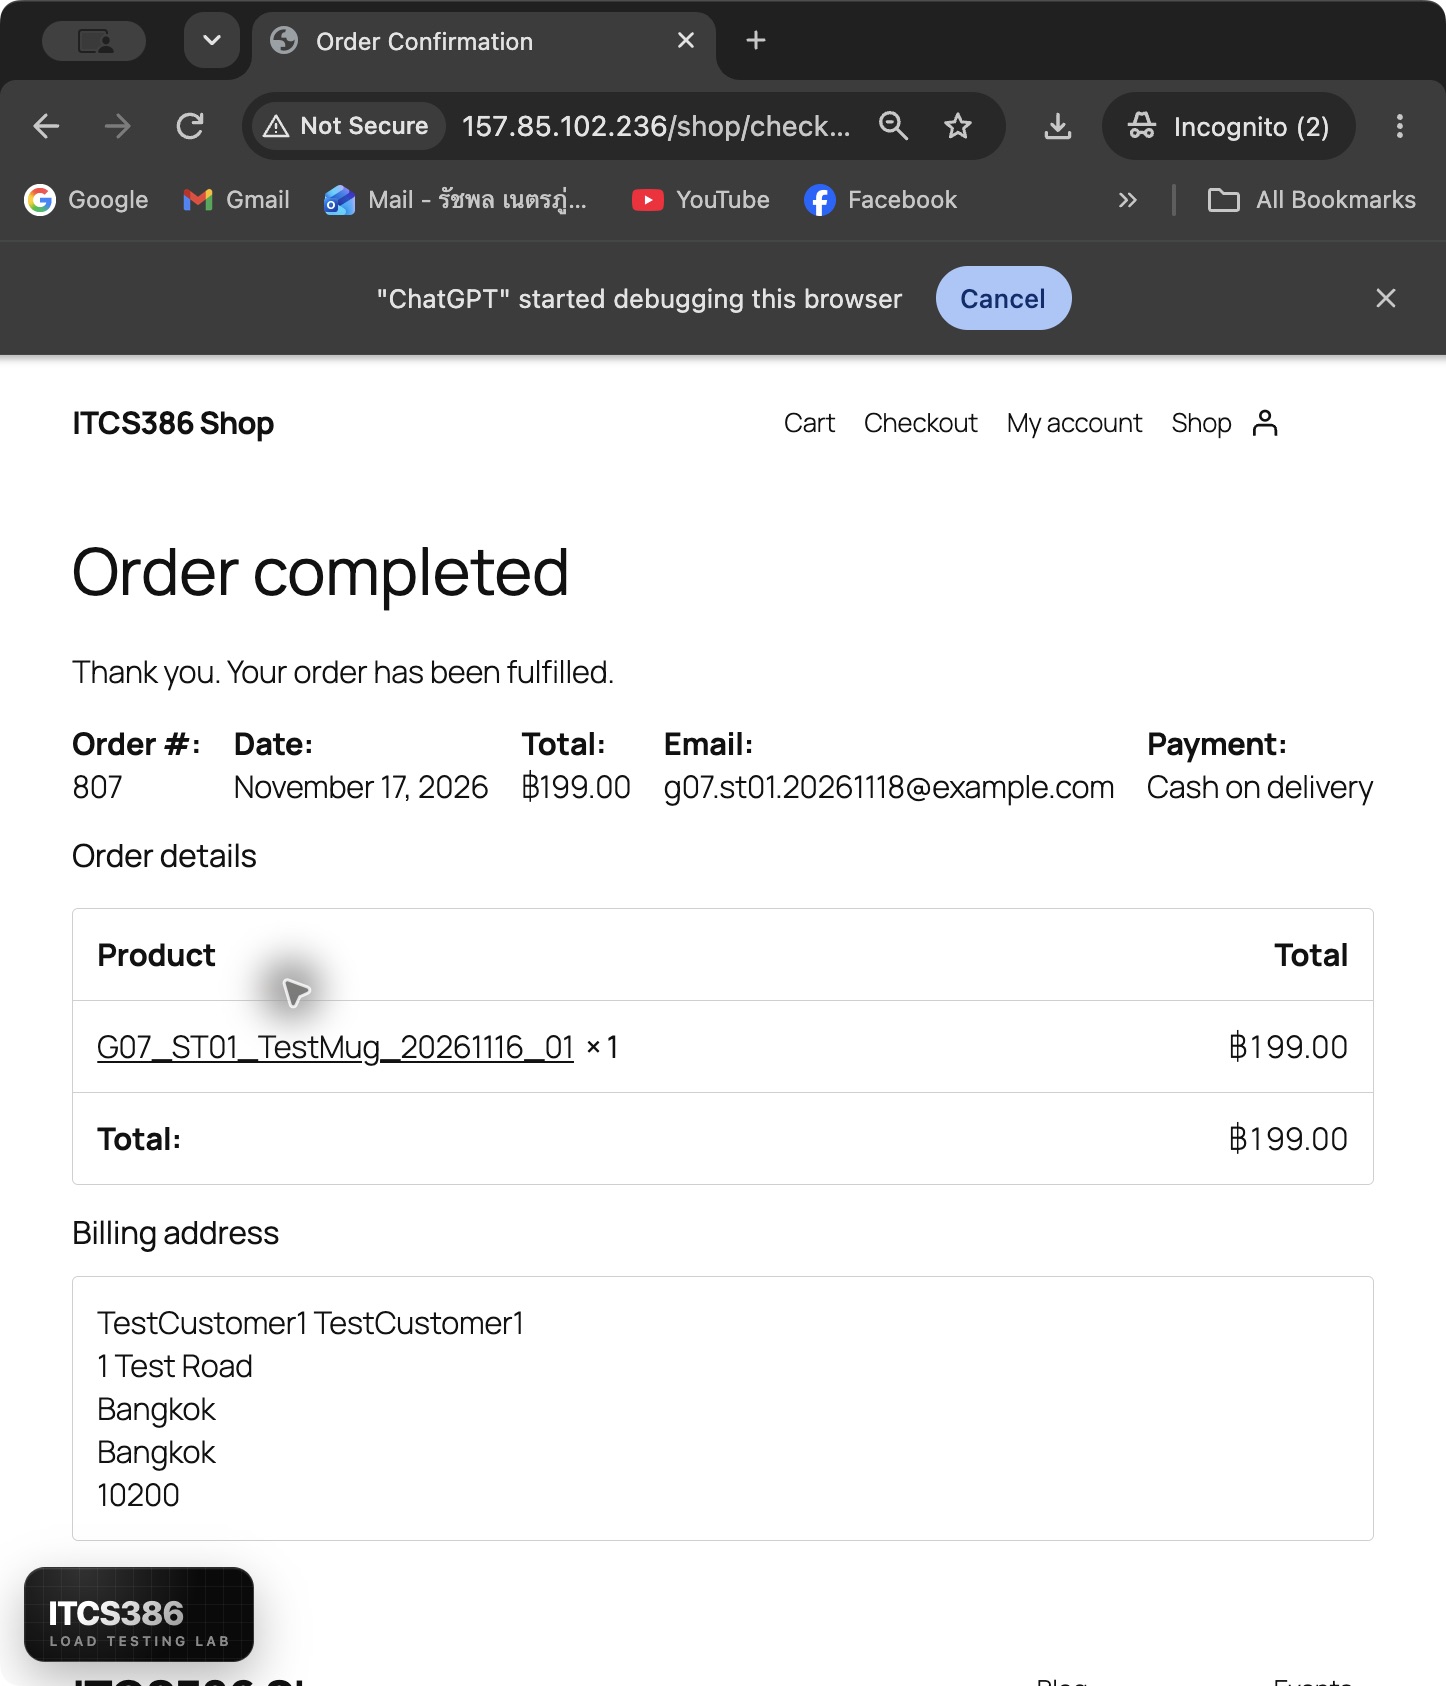 Order Confirmation
Not Secure
157.85.102.236/shop/check...
Incognito (2)
Google
Gmail
Mail - รัชพล เนตรภู่...
YouTube
Facebook
All Bookmarks
"ChatGPT" started debugging this browser
Cancel
ITCS386 Shop
Cart
Checkout
My account
Shop
Order completed
Thank you. Your order has been fulfilled.
Order #: Date: Total: Email: Payment:
807 November 17, 2026 ฿199.00 g07.st01.20261118@example.com Cash on delivery
Order details
Product Total
G07_ST01_TestMug_20261116_01 × 1 ฿199.00
Total: ฿199.00
Billing address
TestCustomer1 TestCustomer1
1 Test Road
Bangkok
Bangkok
10200
ITCS386
LOAD TESTING LAB
Blog
Events